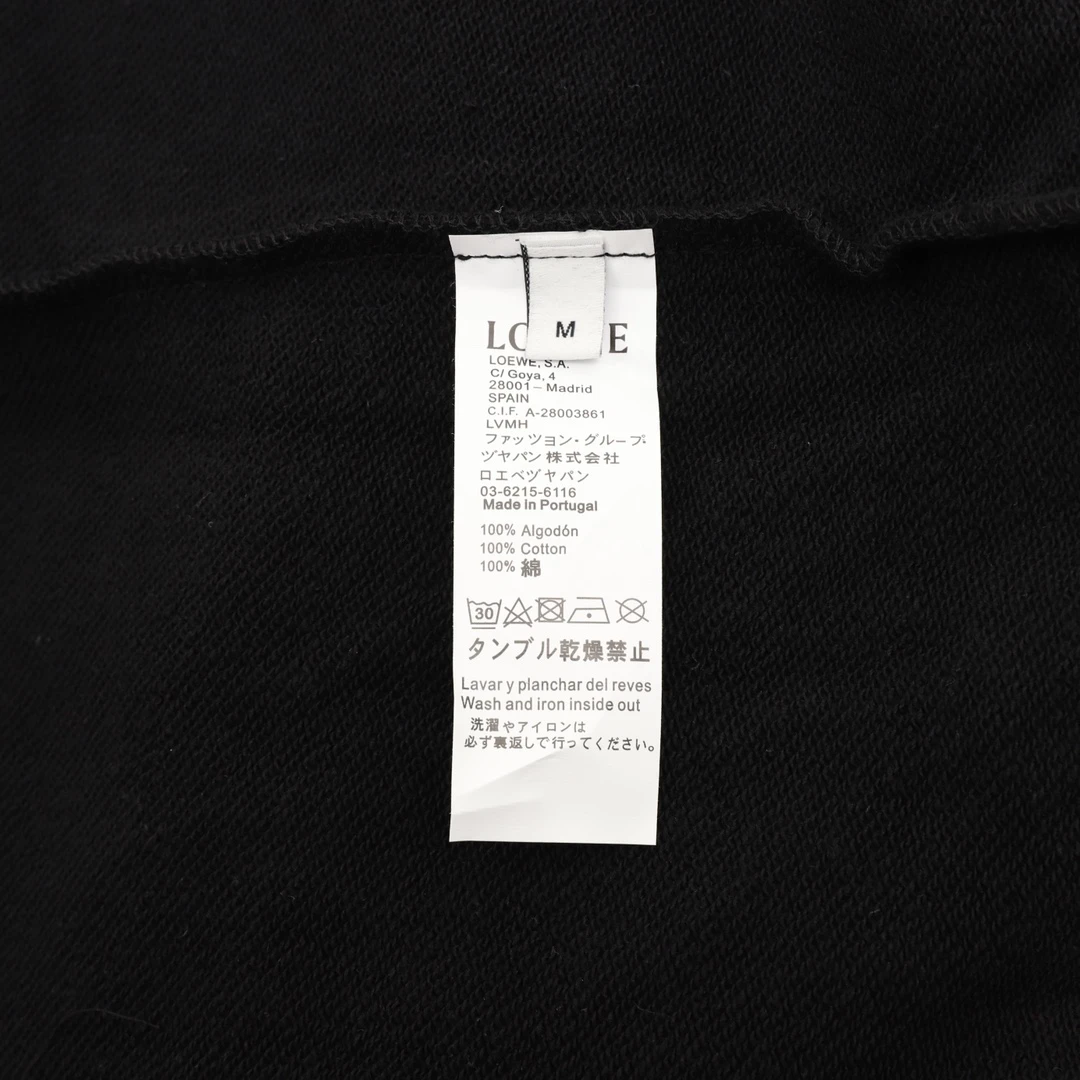 M
LOEWE, S.A.
C/ Goya, 4
28001 – Madrid
SPAIN
C.I.F. A-28003861
LVMH
ファッツョン・グループ
ヅヤパン 株式会社
ロエベヅヤパン
03-6215-6116
Made in Portugal
100% Algodón
100% Cotton
100% 綿
30
タンブル乾燥禁止
Lavar y planchar del reves
Wash and iron inside out
洗濯やアイロンは
必ず裏返しで行ってください。